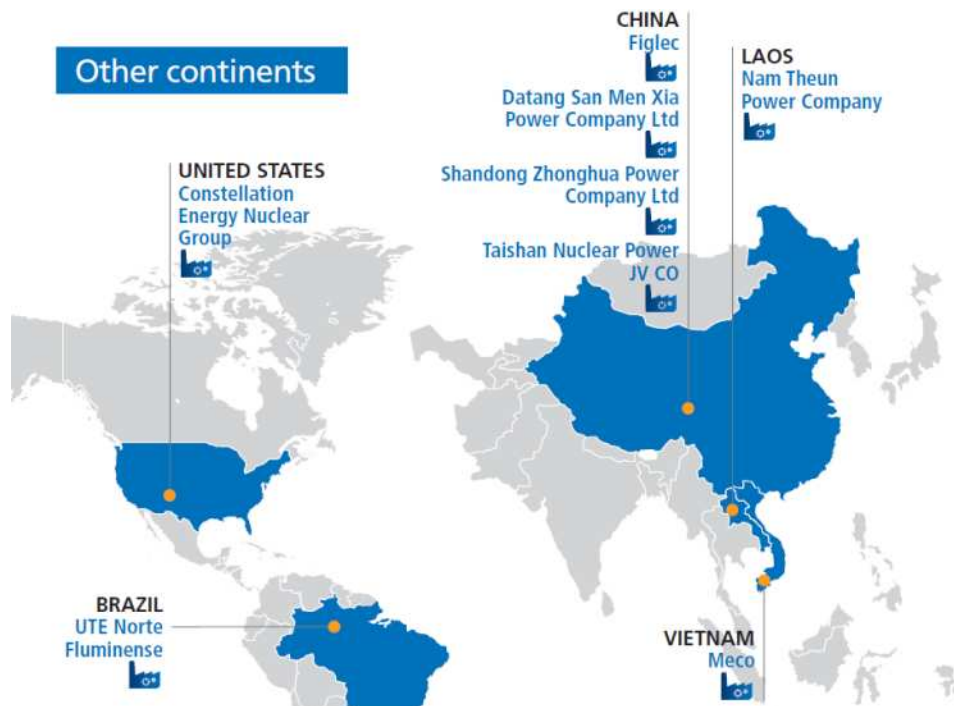 Other continents
CHINA
Figlec
Datang San Men Xia
Power Company Ltd
Shandong Zhonghua Power
Company Ltd
Taishan Nuclear Power
JV CO
LAOS
Nam Theun
Power Company
UNITED STATES
Constellation
Energy Nuclear
Group
BRAZIL
UTE Norte
Fluminense
VIETNAM
Meco